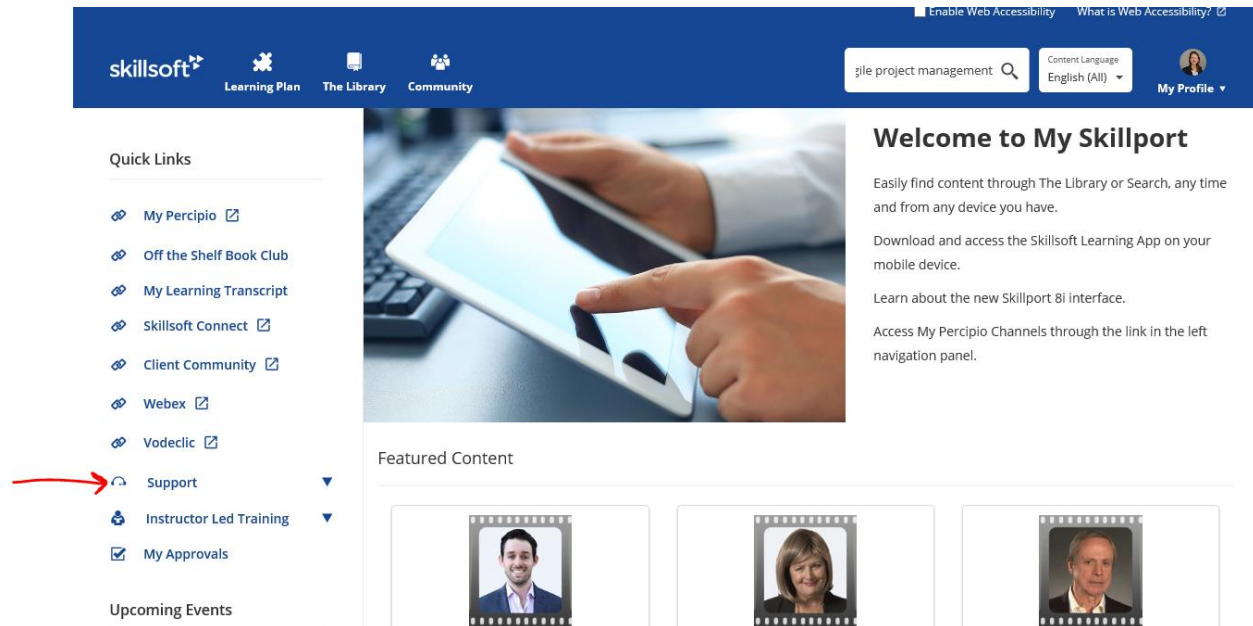 Enable Web Accessibility
What is Web Accessibility?
skillsoft
Learning Plan
The Library
Community
gile project management
Content Language
English (All)
My Profile
Quick Links
My Percipio
Off the Shelf Book Club
My Learning Transcript
Skillsoft Connect
Client Community
Webex
Vodeclic
Support
Instructor Led Training
My Approvals
Upcoming Events
Welcome to My Skillport
Easily find content through The Library or Search, any time
and from any device you have.
Download and access the Skillsoft Learning App on your
mobile device.
Learn about the new Skillport 8i interface.
Access My Percipio Channels through the link in the left
navigation panel.
Featured Content